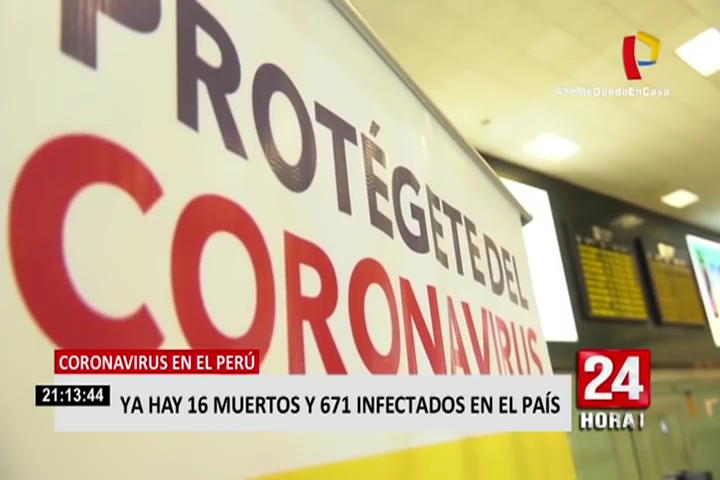 PROTÉGETE DEL
CORONAVIRUS
#YoMeQuedoEnCasa
CORONAVIRUS EN EL PERÚ
21:13:44
YA HAY 16 MUERTOS Y 671 INFECTADOS EN EL PAÍS
24
HORA